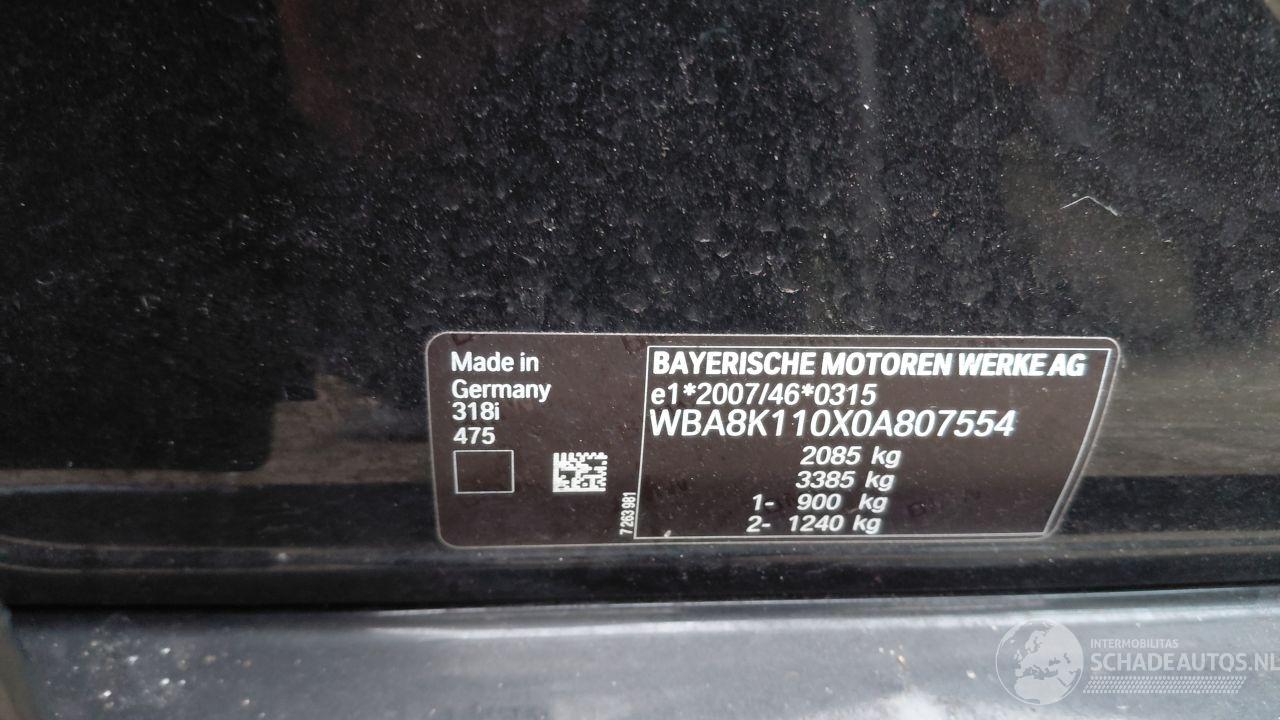 Made in
Germany
318i
475
7 263 981
BAYERISCHE MOTOREN WERKE AG
e1*2007/46*0315
WBA8K110X0A807554
2085 kg
3385 kg
1- 900 kg
2- 1240 kg
INTERMOBILITAS
SCHADEAUTOS.NL